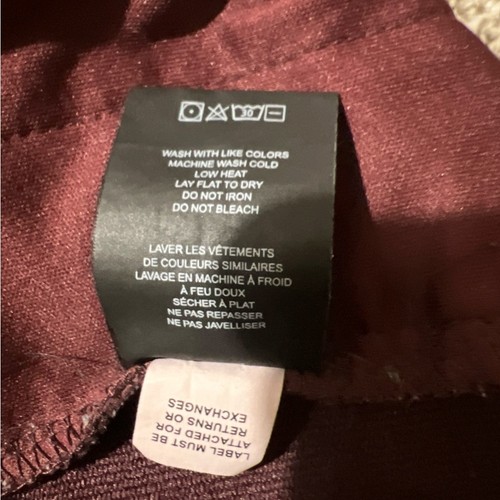 30
WASH WITH LIKE COLORS
MACHINE WASH COLD
LOW HEAT
LAY FLAT TO DRY
DO NOT IRON
DO NOT BLEACH
LAVER LES VÊTEMENTS
DE COULEURS SIMILAIRES
LAVAGE EN MACHINE À FROID
À FEU DOUX
SÉCHER À PLAT
NE PAS REPASSER
NE PAS JAVELLISER
LABEL MUST BE
ATTACHED FOR
RETURNS OR
EXCHANGES